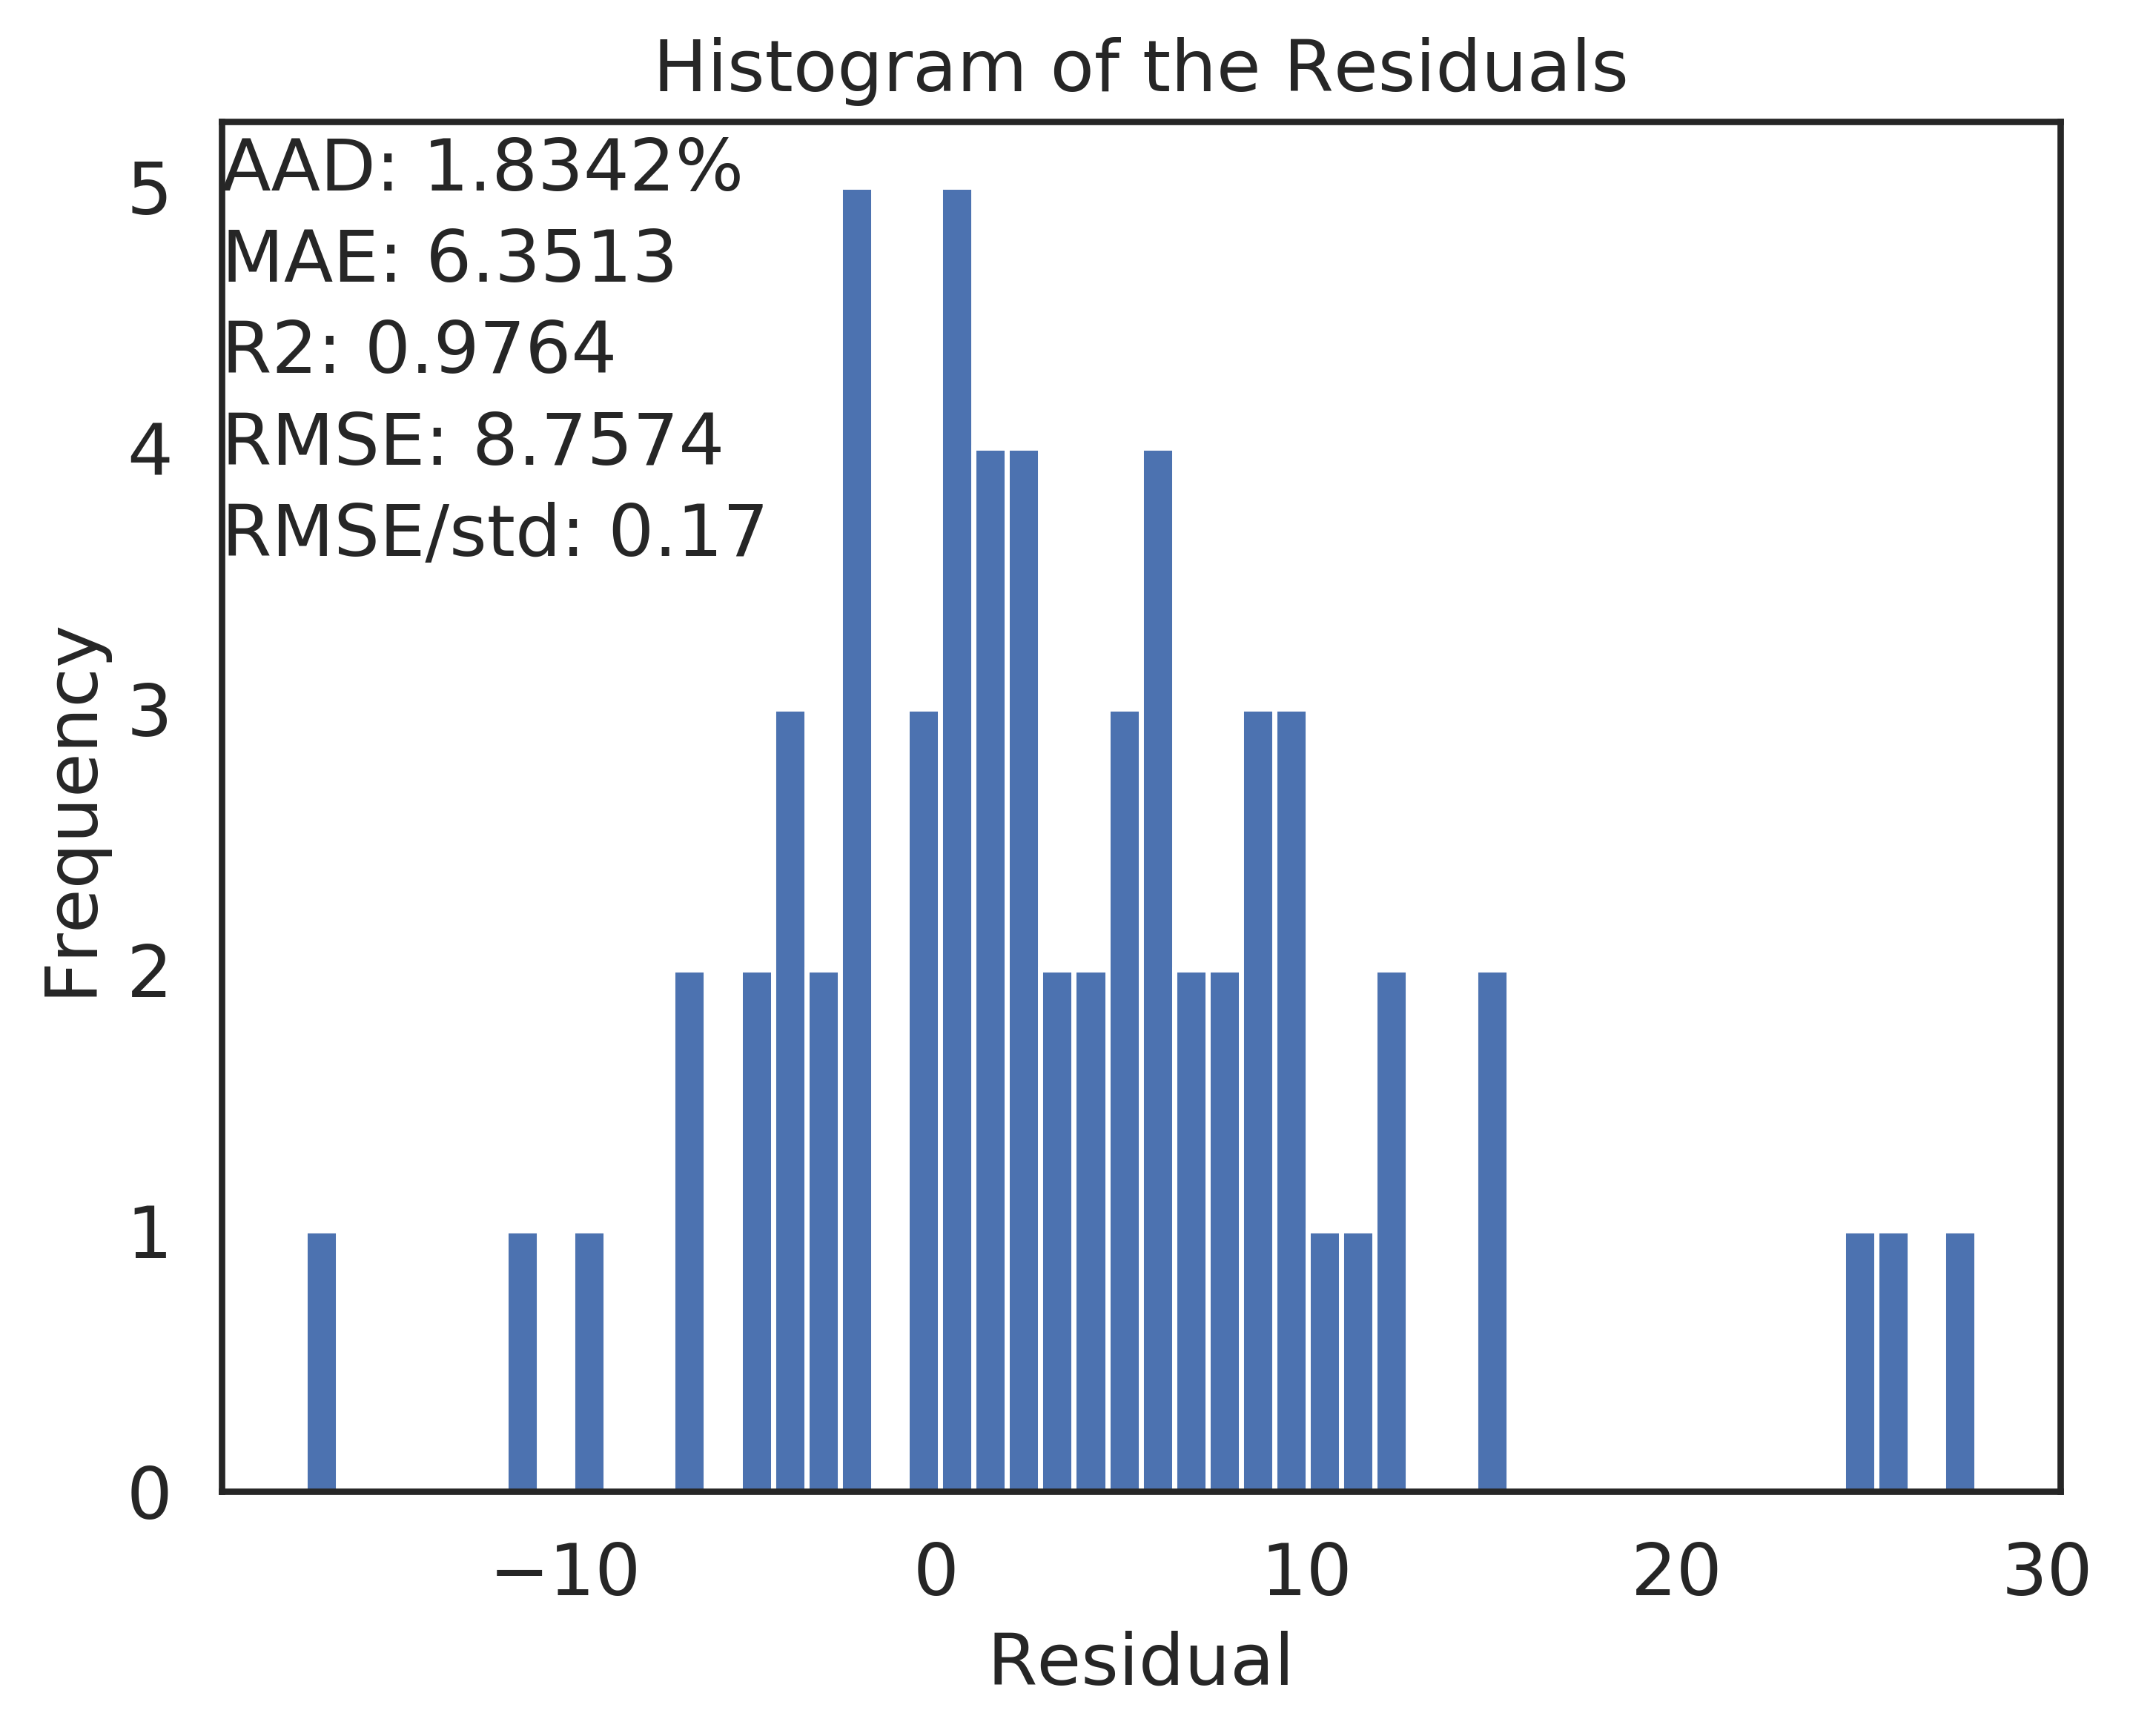 Histogram of the Residuals
AAD: 1.8342%
MAE: 6.3513
R2: 0.9764
RMSE: 8.7574
RMSE/std: 0.17
Frequency
5
4
3
2
1
0
−10 0 10 20 30
Residual